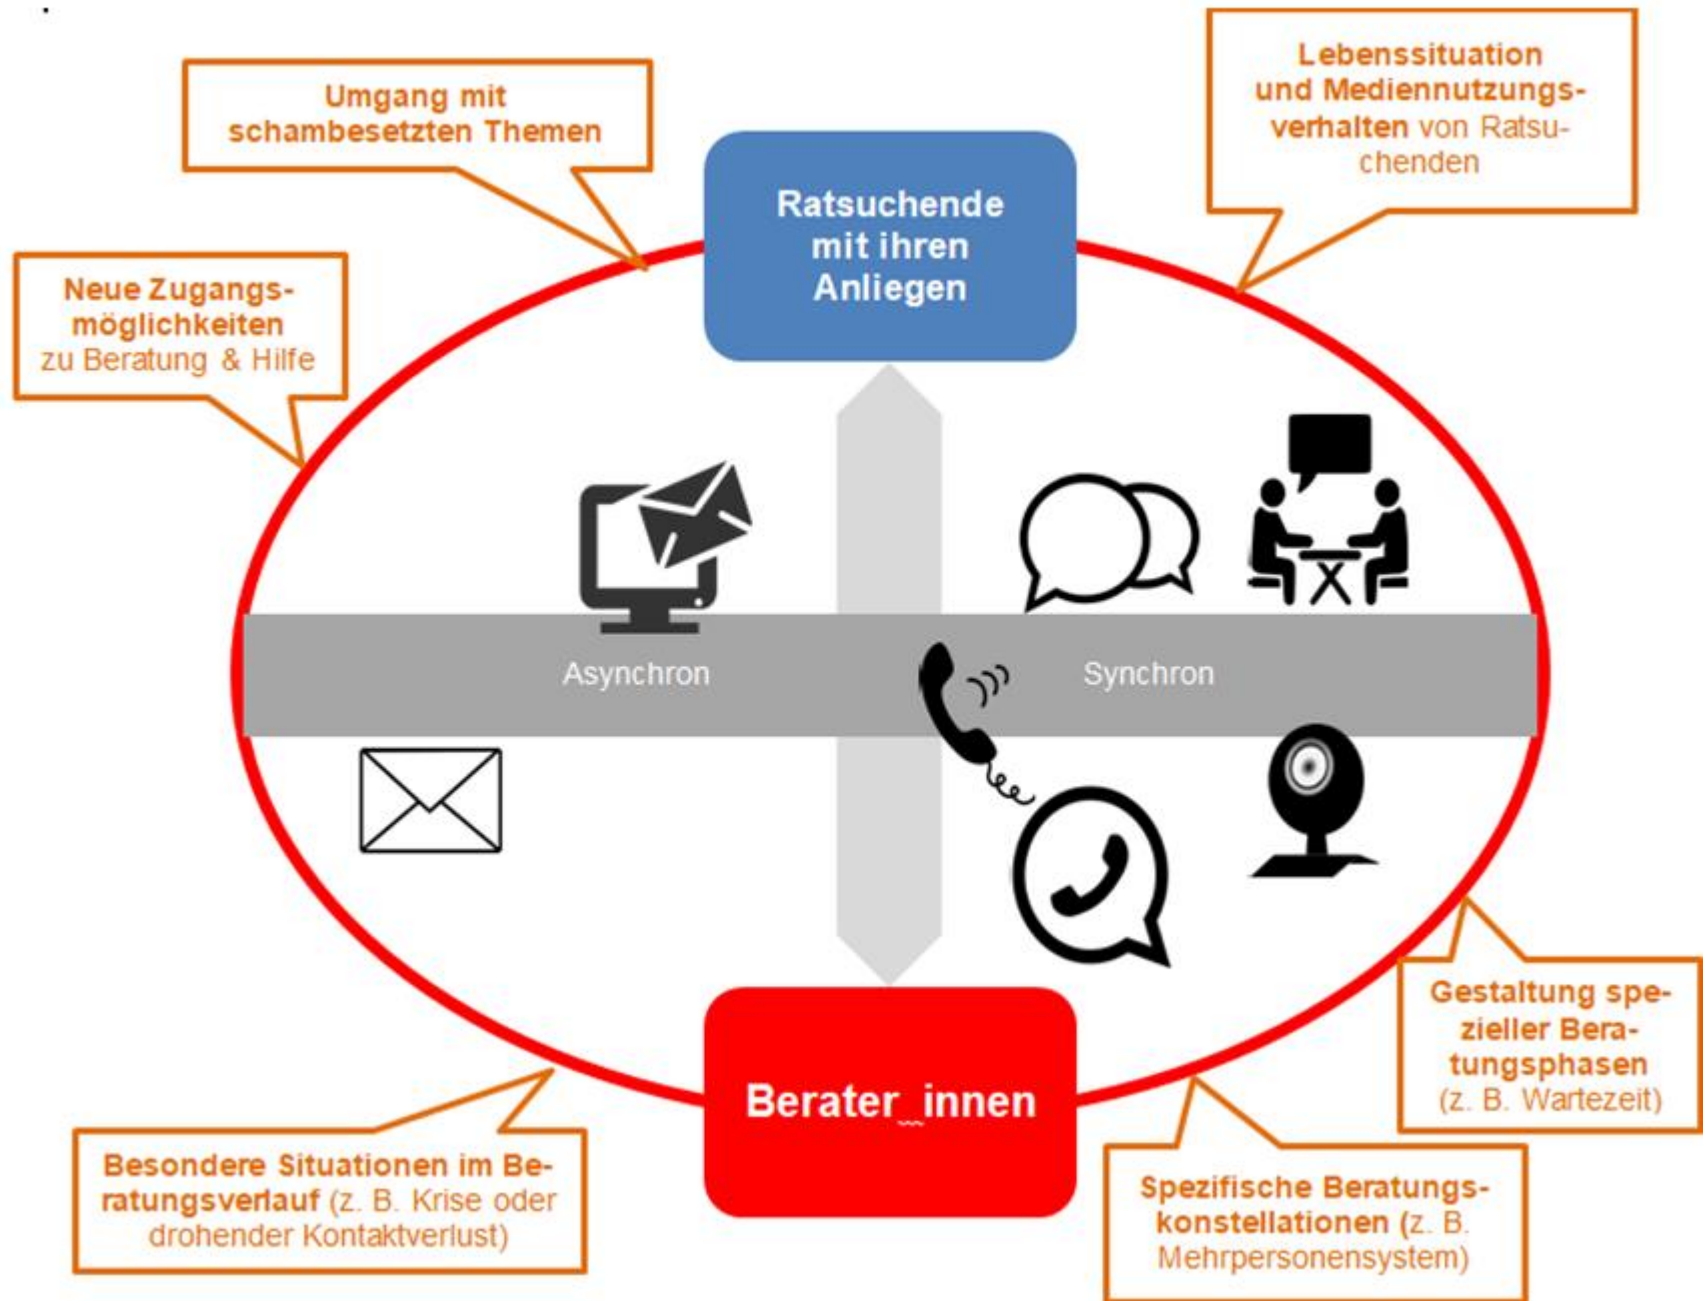 Umgang mit
schambesetzten Themen
Lebenssituation
und Mediennutzungs-
verhalten von Ratsu-
chenden
Ratsuchende
mit ihren
Anliegen
Neue Zugangs-
möglichkeiten
zu Beratung & Hilfe
Asynchron
Synchron
Gestaltung spe-
zieller Bera-
tungsphasen
(z. B. Wartezeit)
Berater_innen
Besondere Situationen im Be-
ratungsverlauf (z. B. Krise oder
drohender Kontaktverlust)
Spezifische Beratungs-
konstellationen (z. B.
Mehrpersonensystem)